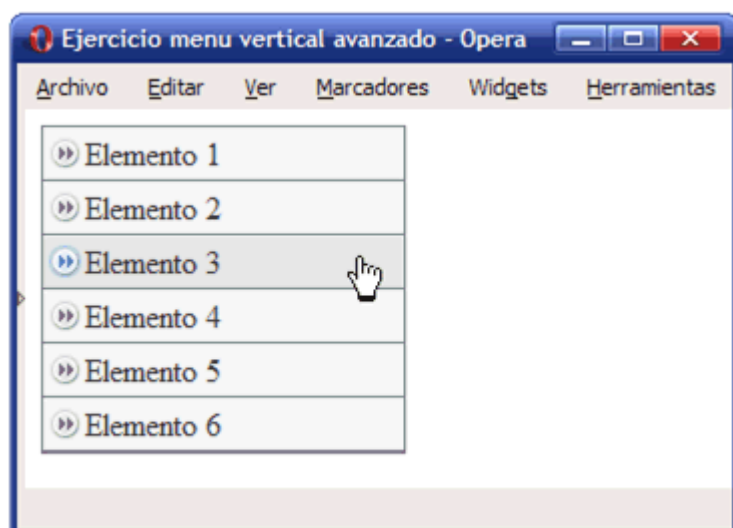 Ejercicio menu vertical avanzado - Opera
Archivo Editar Ver Marcadores Widgets Herramientas
Elemento 1
Elemento 2
Elemento 3
Elemento 4
Elemento 5
Elemento 6